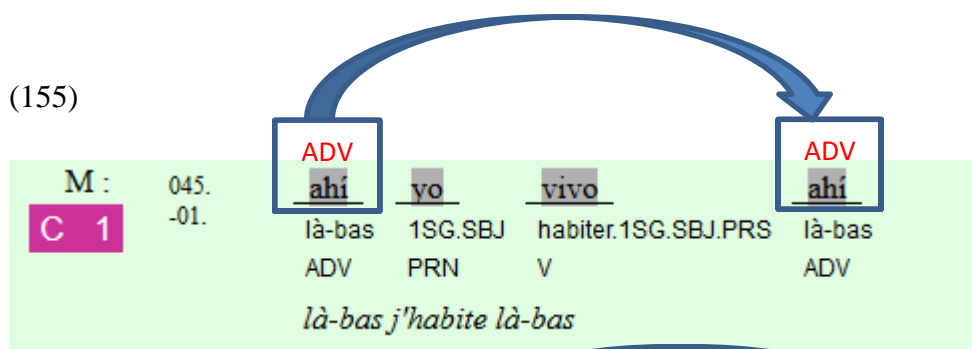 (155)
ADV ADV
M : 045. ahí yo vivo ahí
C 1 -01. là-bas 1SG.SBJ habiter.1SG.SBJ.PRS là-bas
ADV PRN V ADV
là-bas j'habite là-bas